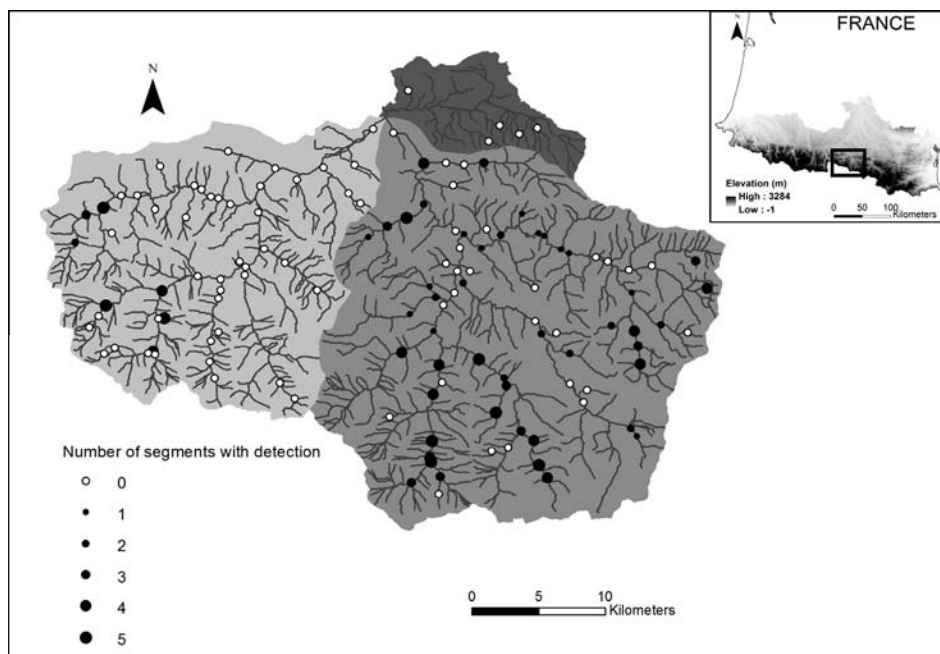 FRANCE
N
N
Elevation (m)
High : 3284
Low : -1
0 50 100
Kilometers
Number of segments with detection
0
1
2
3
4
5
0 5 10
Kilometers